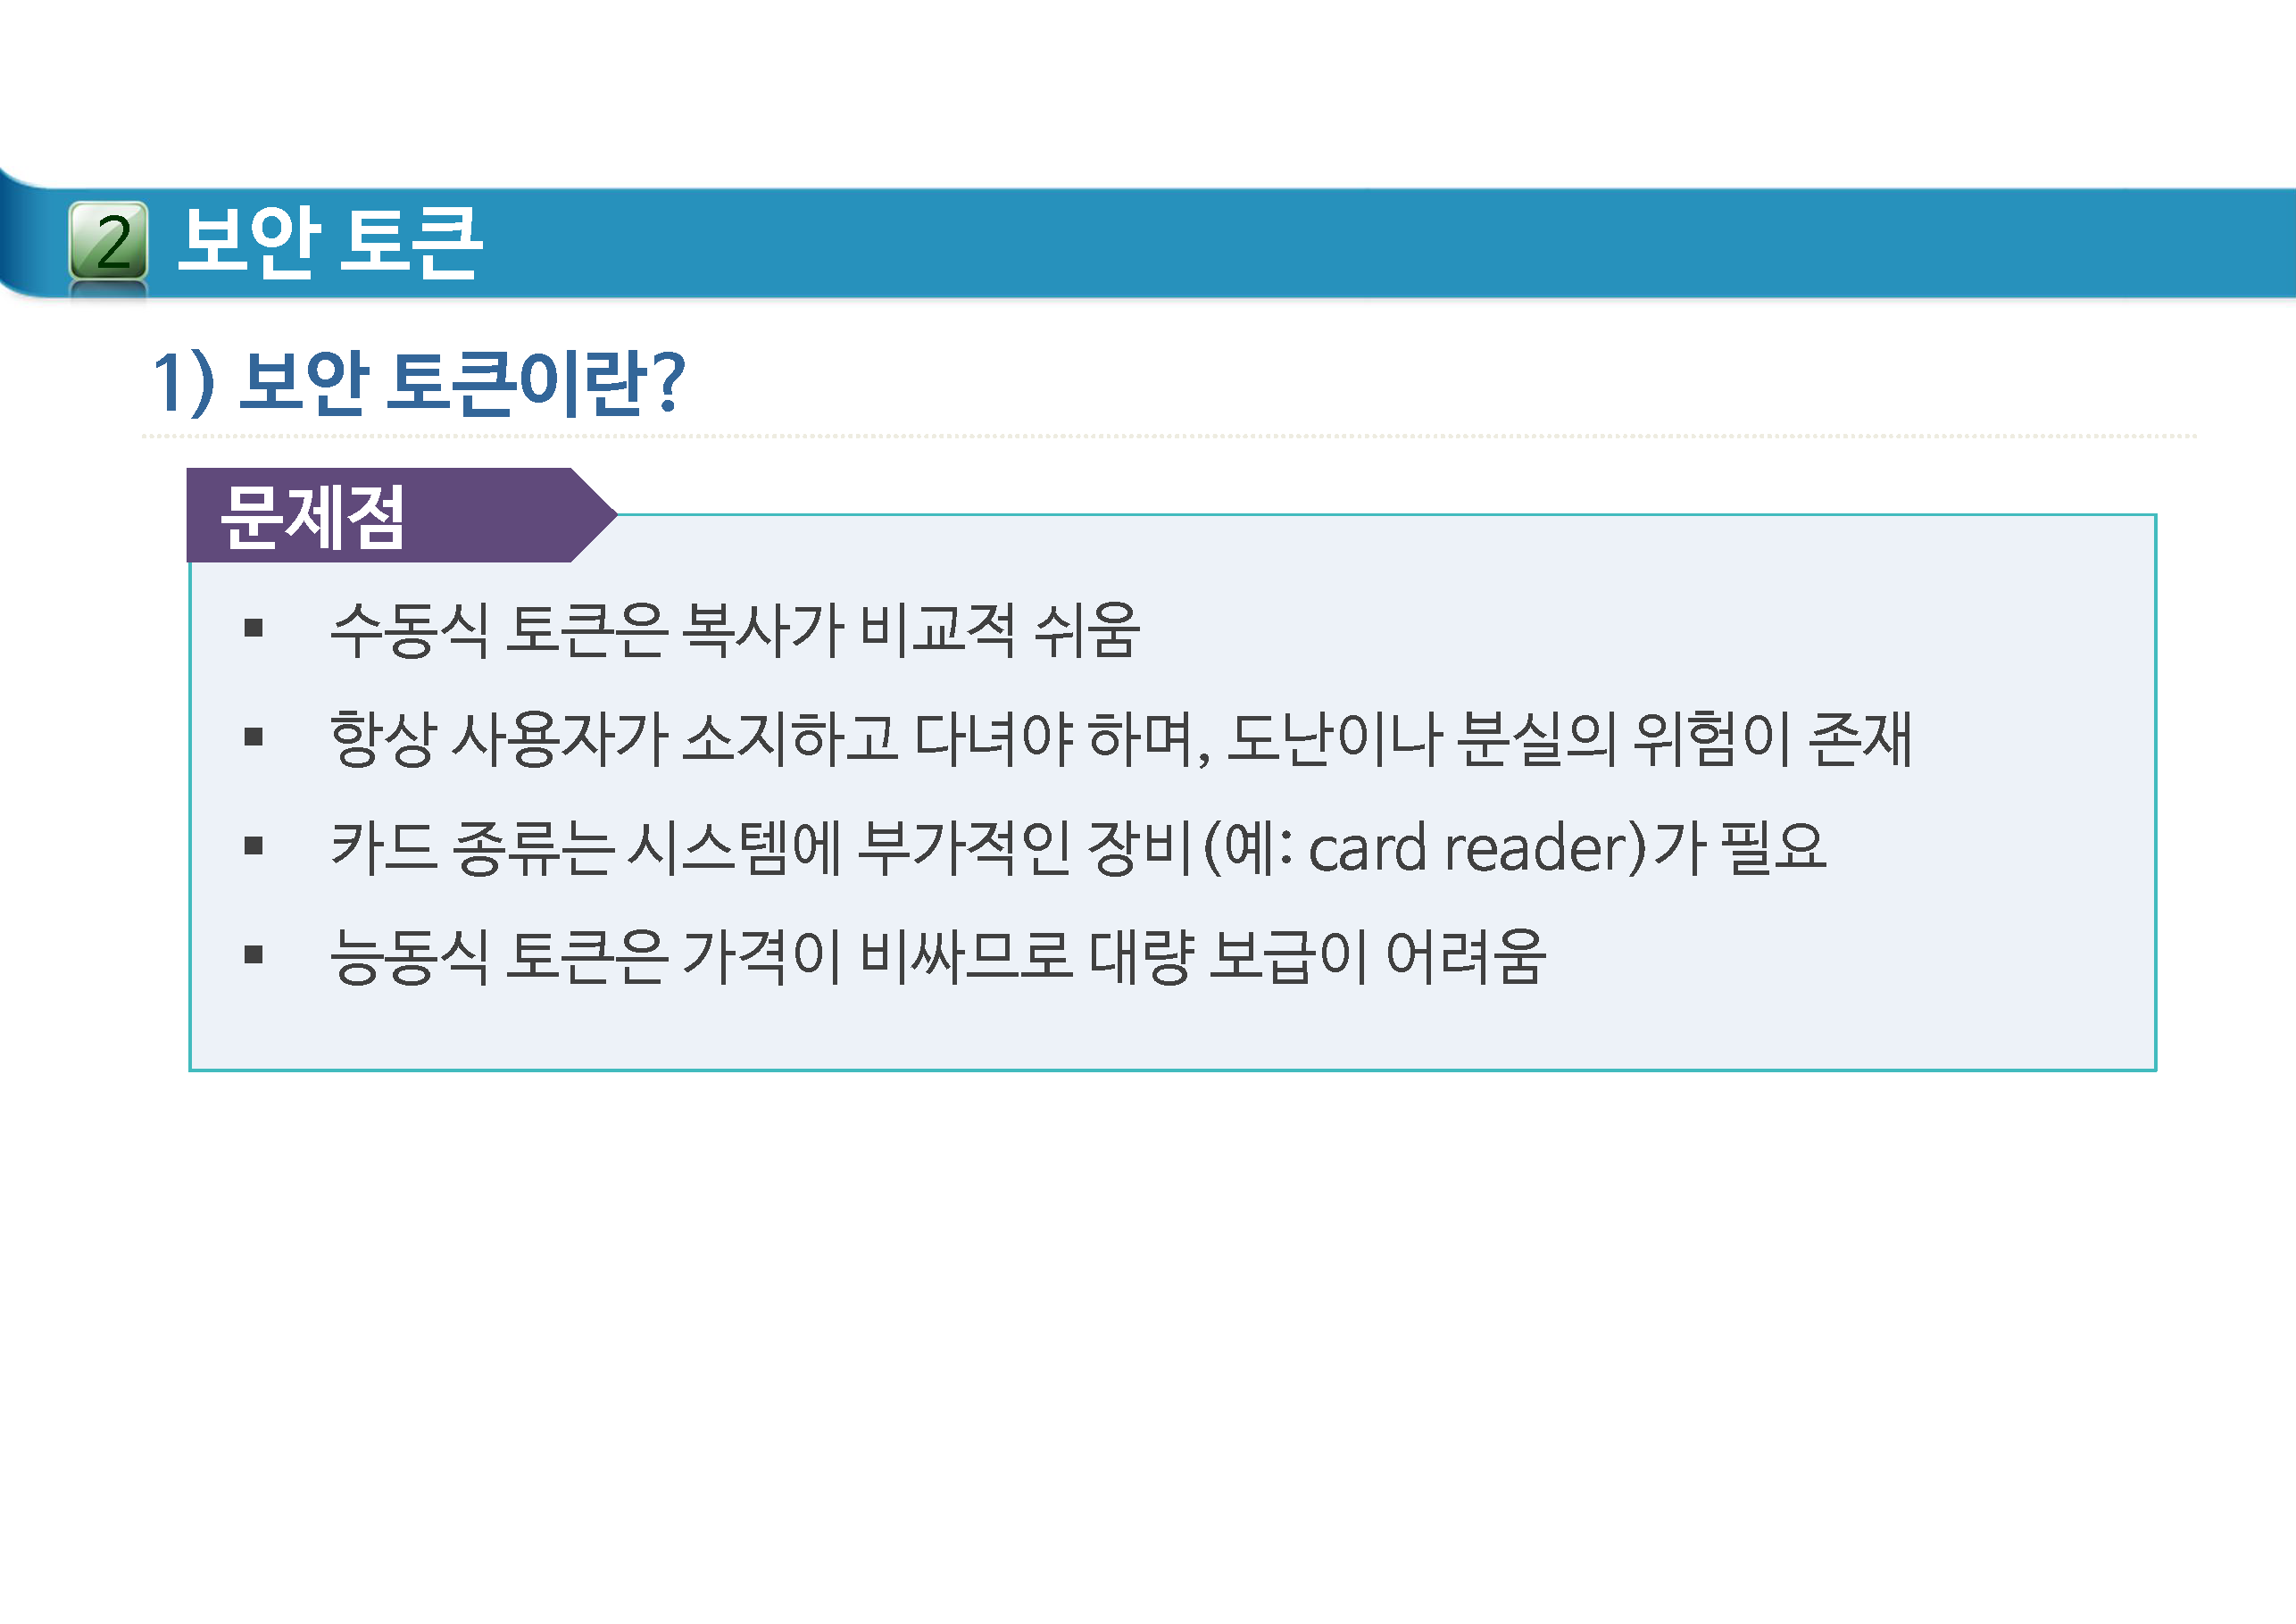 2 보안 토큰
1) 보안 토큰이란?
문제점
▪ 수동식 토큰은 복사가 비교적 쉬움
▪ 항상 사용자가 소지하고 다녀야 하며, 도난이나 분실의 위험이 존재
▪ 카드 종류는 시스템에 부가적인 장비(예: card reader)가 필요
▪ 능동식 토큰은 가격이 비싸므로 대량 보급이 어려움